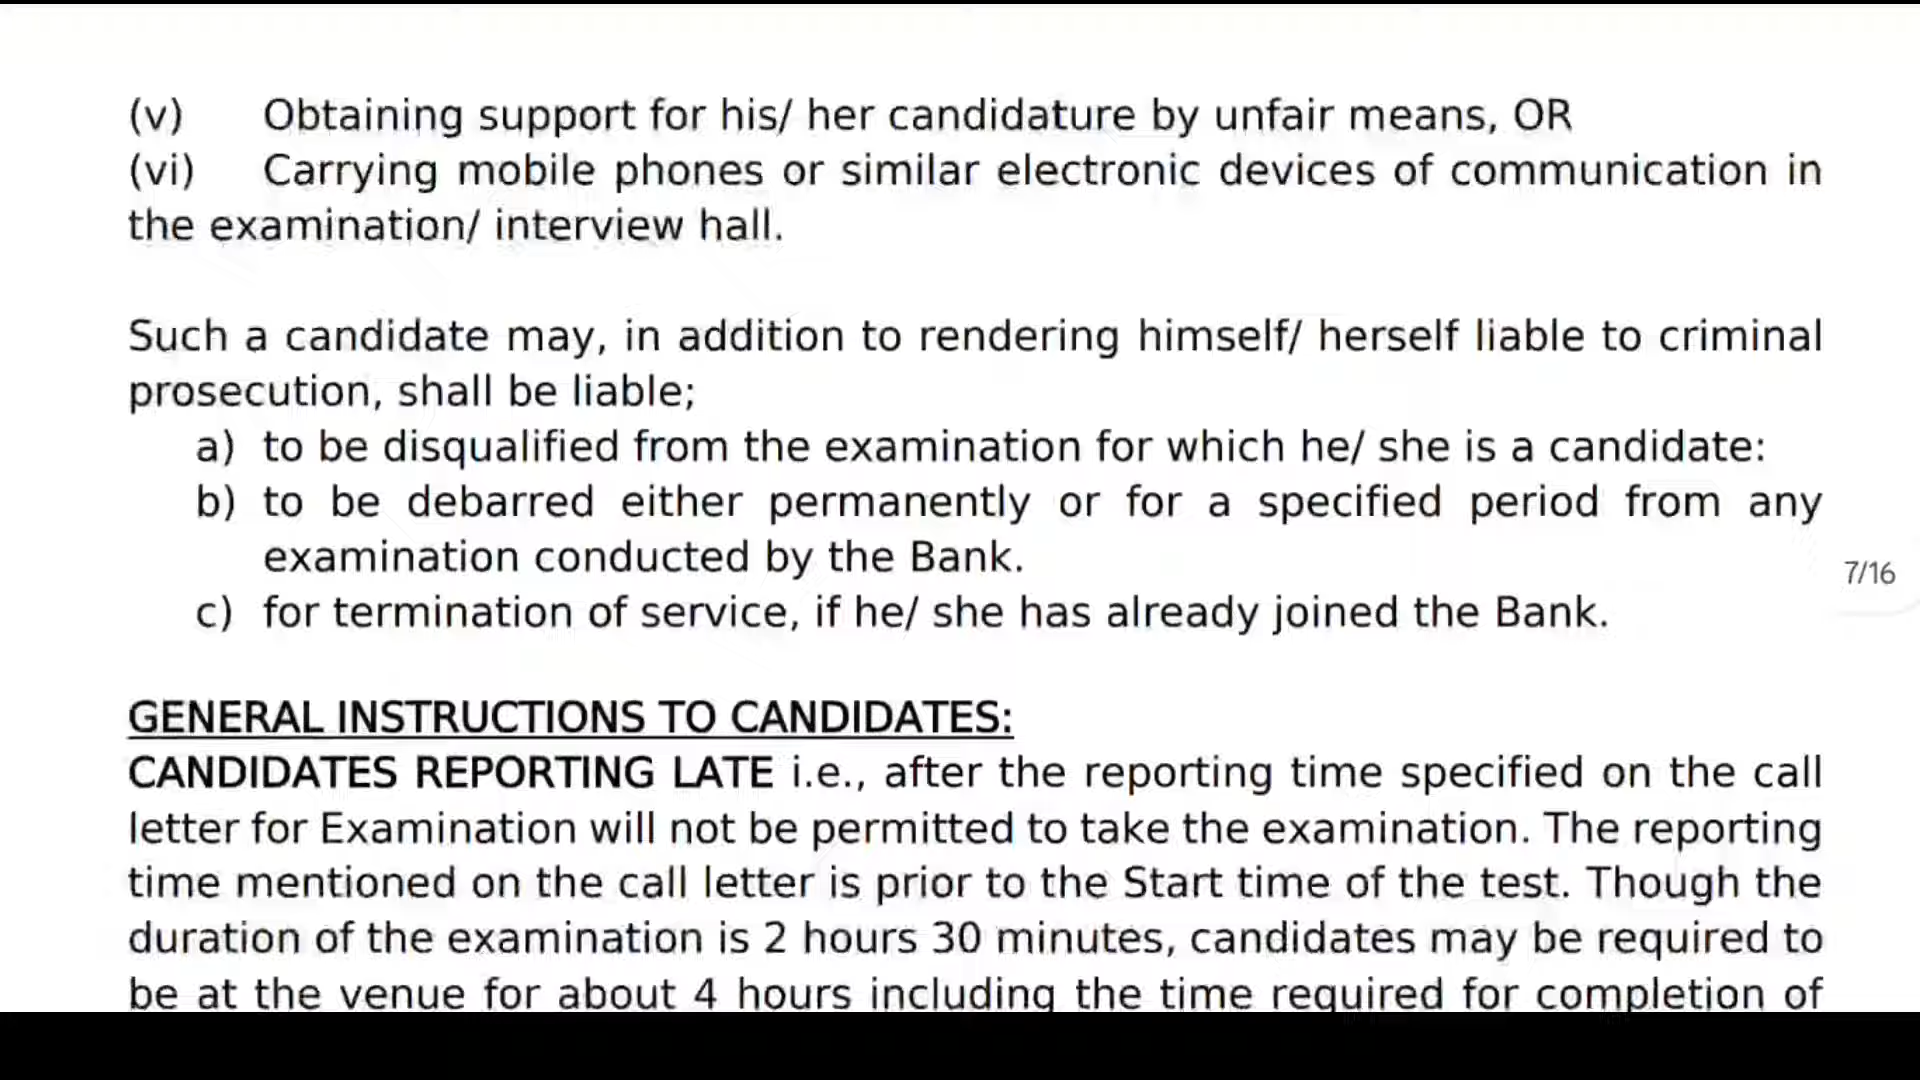 (v) Obtaining support for his/ her candidature by unfair means, OR
(vi) Carrying mobile phones or similar electronic devices of communication in
the examination/ interview hall.
Such a candidate may, in addition to rendering himself/ herself liable to criminal
prosecution, shall be liable;
a) to be disqualified from the examination for which he/ she is a candidate:
b) to be debarred either permanently or for a specified period from any
examination conducted by the Bank.
7/16
c) for termination of service, if he/ she has already joined the Bank.
GENERAL INSTRUCTIONS TO CANDIDATES:
CANDIDATES REPORTING LATE i.e., after the reporting time specified on the call
letter for Examination will not be permitted to take the examination. The reporting
time mentioned on the call letter is prior to the Start time of the test. Though the
duration of the examination is 2 hours 30 minutes, candidates may be required to
be at the venue for about 4 hours including the time required for completion of